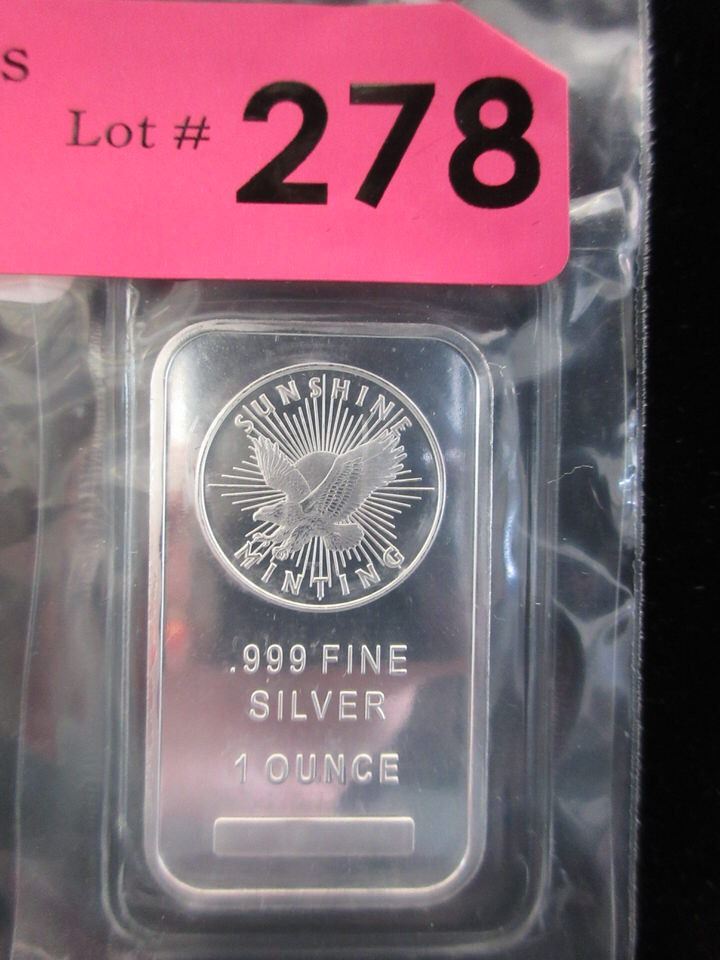 s
Lot # 278
SUNSHINE
MINTING
.999 FINE
SILVER
1 OUNCE